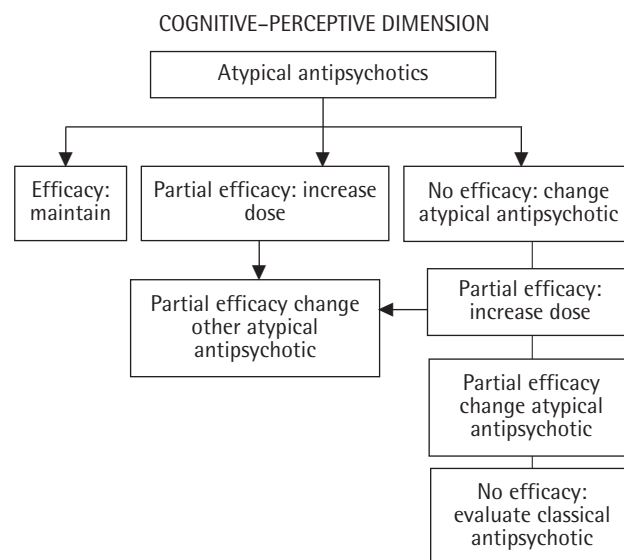 COGNITIVE–PERCEPTIVE DIMENSION
Atypical antipsychotics
Efficacy:
maintain
Partial efficacy: increase
dose
No efficacy: change
atypical antipsychotic
Partial efficacy change
other atypical
antipsychotic
Partial efficacy:
increase dose
Partial efficacy
change atypical
antipsychotic
No efficacy:
evaluate classical
antipsychotic